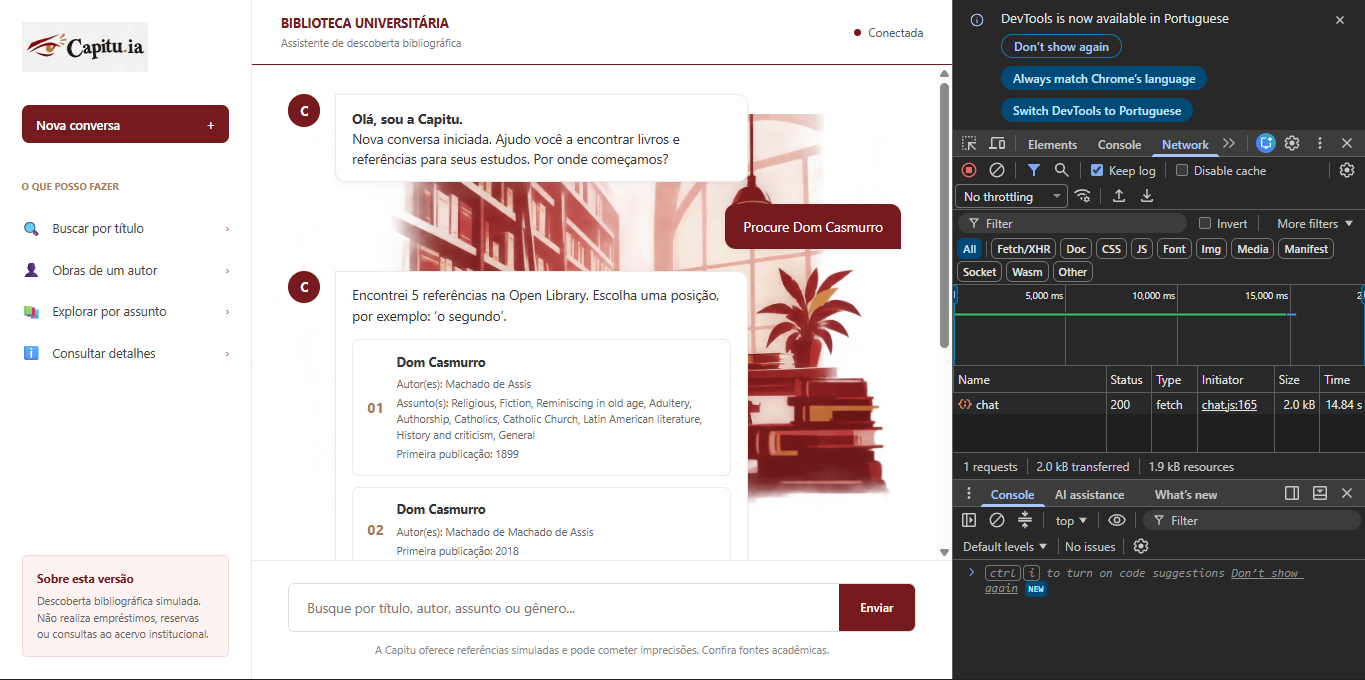 Capitu.ia
Nova conversa +
O QUE POSSO FAZER
Buscar por título ›
Obras de um autor ›
Explorar por assunto ›
Consultar detalhes ›
Sobre esta versão
Descoberta bibliográfica simulada.
Não realiza empréstimos, reservas
ou consultas ao acervo institucional.
BIBLIOTECA UNIVERSITÁRIA
Assistente de descoberta bibliográfica
Conectada
C
Olá, sou a Capitu.
Nova conversa iniciada. Ajudo você a encontrar livros e
referências para seus estudos. Por onde começamos?
Procure Dom Casmurro
C
Encontrei 5 referências na Open Library. Escolha uma posição,
por exemplo: ‘o segundo’.
01
Dom Casmurro
Autor(es): Machado de Assis
Assunto(s): Religious, Fiction, Reminiscing in old age, Adultery,
Authorship, Catholics, Catholic Church, Latin American literature,
History and criticism, General
Primeira publicação: 1899
02
Dom Casmurro
Autor(es): Machado de Machado de Assis
Primeira publicação: 2018
Busque por título, autor, assunto ou gênero...
Enviar
A Capitu oferece referências simuladas e pode cometer imprecisões. Confira fontes acadêmicas.
DevTools is now available in Portuguese
Don't show again
Always match Chrome's language
Switch DevTools to Portuguese
Elements Console Network
Keep log Disable cache
No throttling
Filter Invert More filters
All Fetch/XHR Doc CSS JS Font Img Media Manifest
Socket Wasm Other
5,000 ms 10,000 ms 15,000 ms 2
Name Status Type Initiator Size Time
chat 200 fetch chat.js:165 2.0 kB 14.84 s
1 requests 2.0 kB transferred 1.9 kB resources
Console AI assistance What's new
top Filter
Default levels No issues
ctrl i to turn on code suggestions Don't show
again NEW